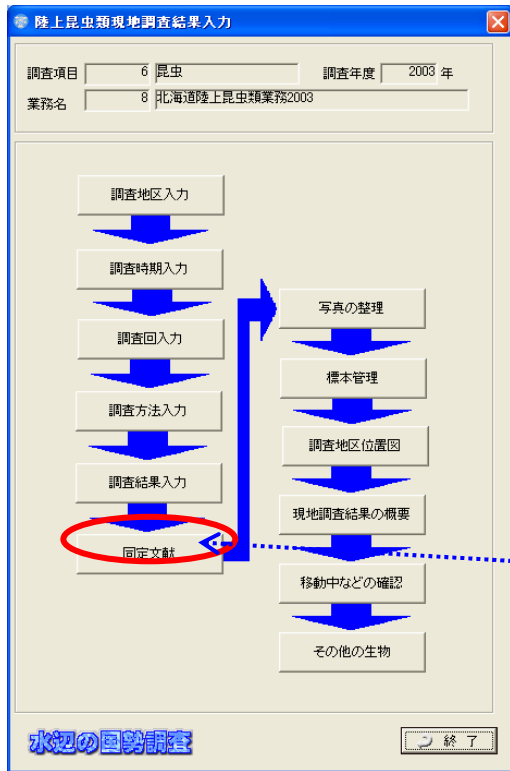 陸上昆虫類現地調査結果入力
調査項目 6 昆虫 調査年度 2003 年
業務名 8 北海道陸上昆虫類業務2003
調査地区入力
調査時期入力
調査回入力
調査方法入力
調査結果入力
同定文献
写真の整理
標本管理
調査地区位置図
現地調査結果の概要
移動中などの確認
その他の生物
水辺の国勢調査
終 了